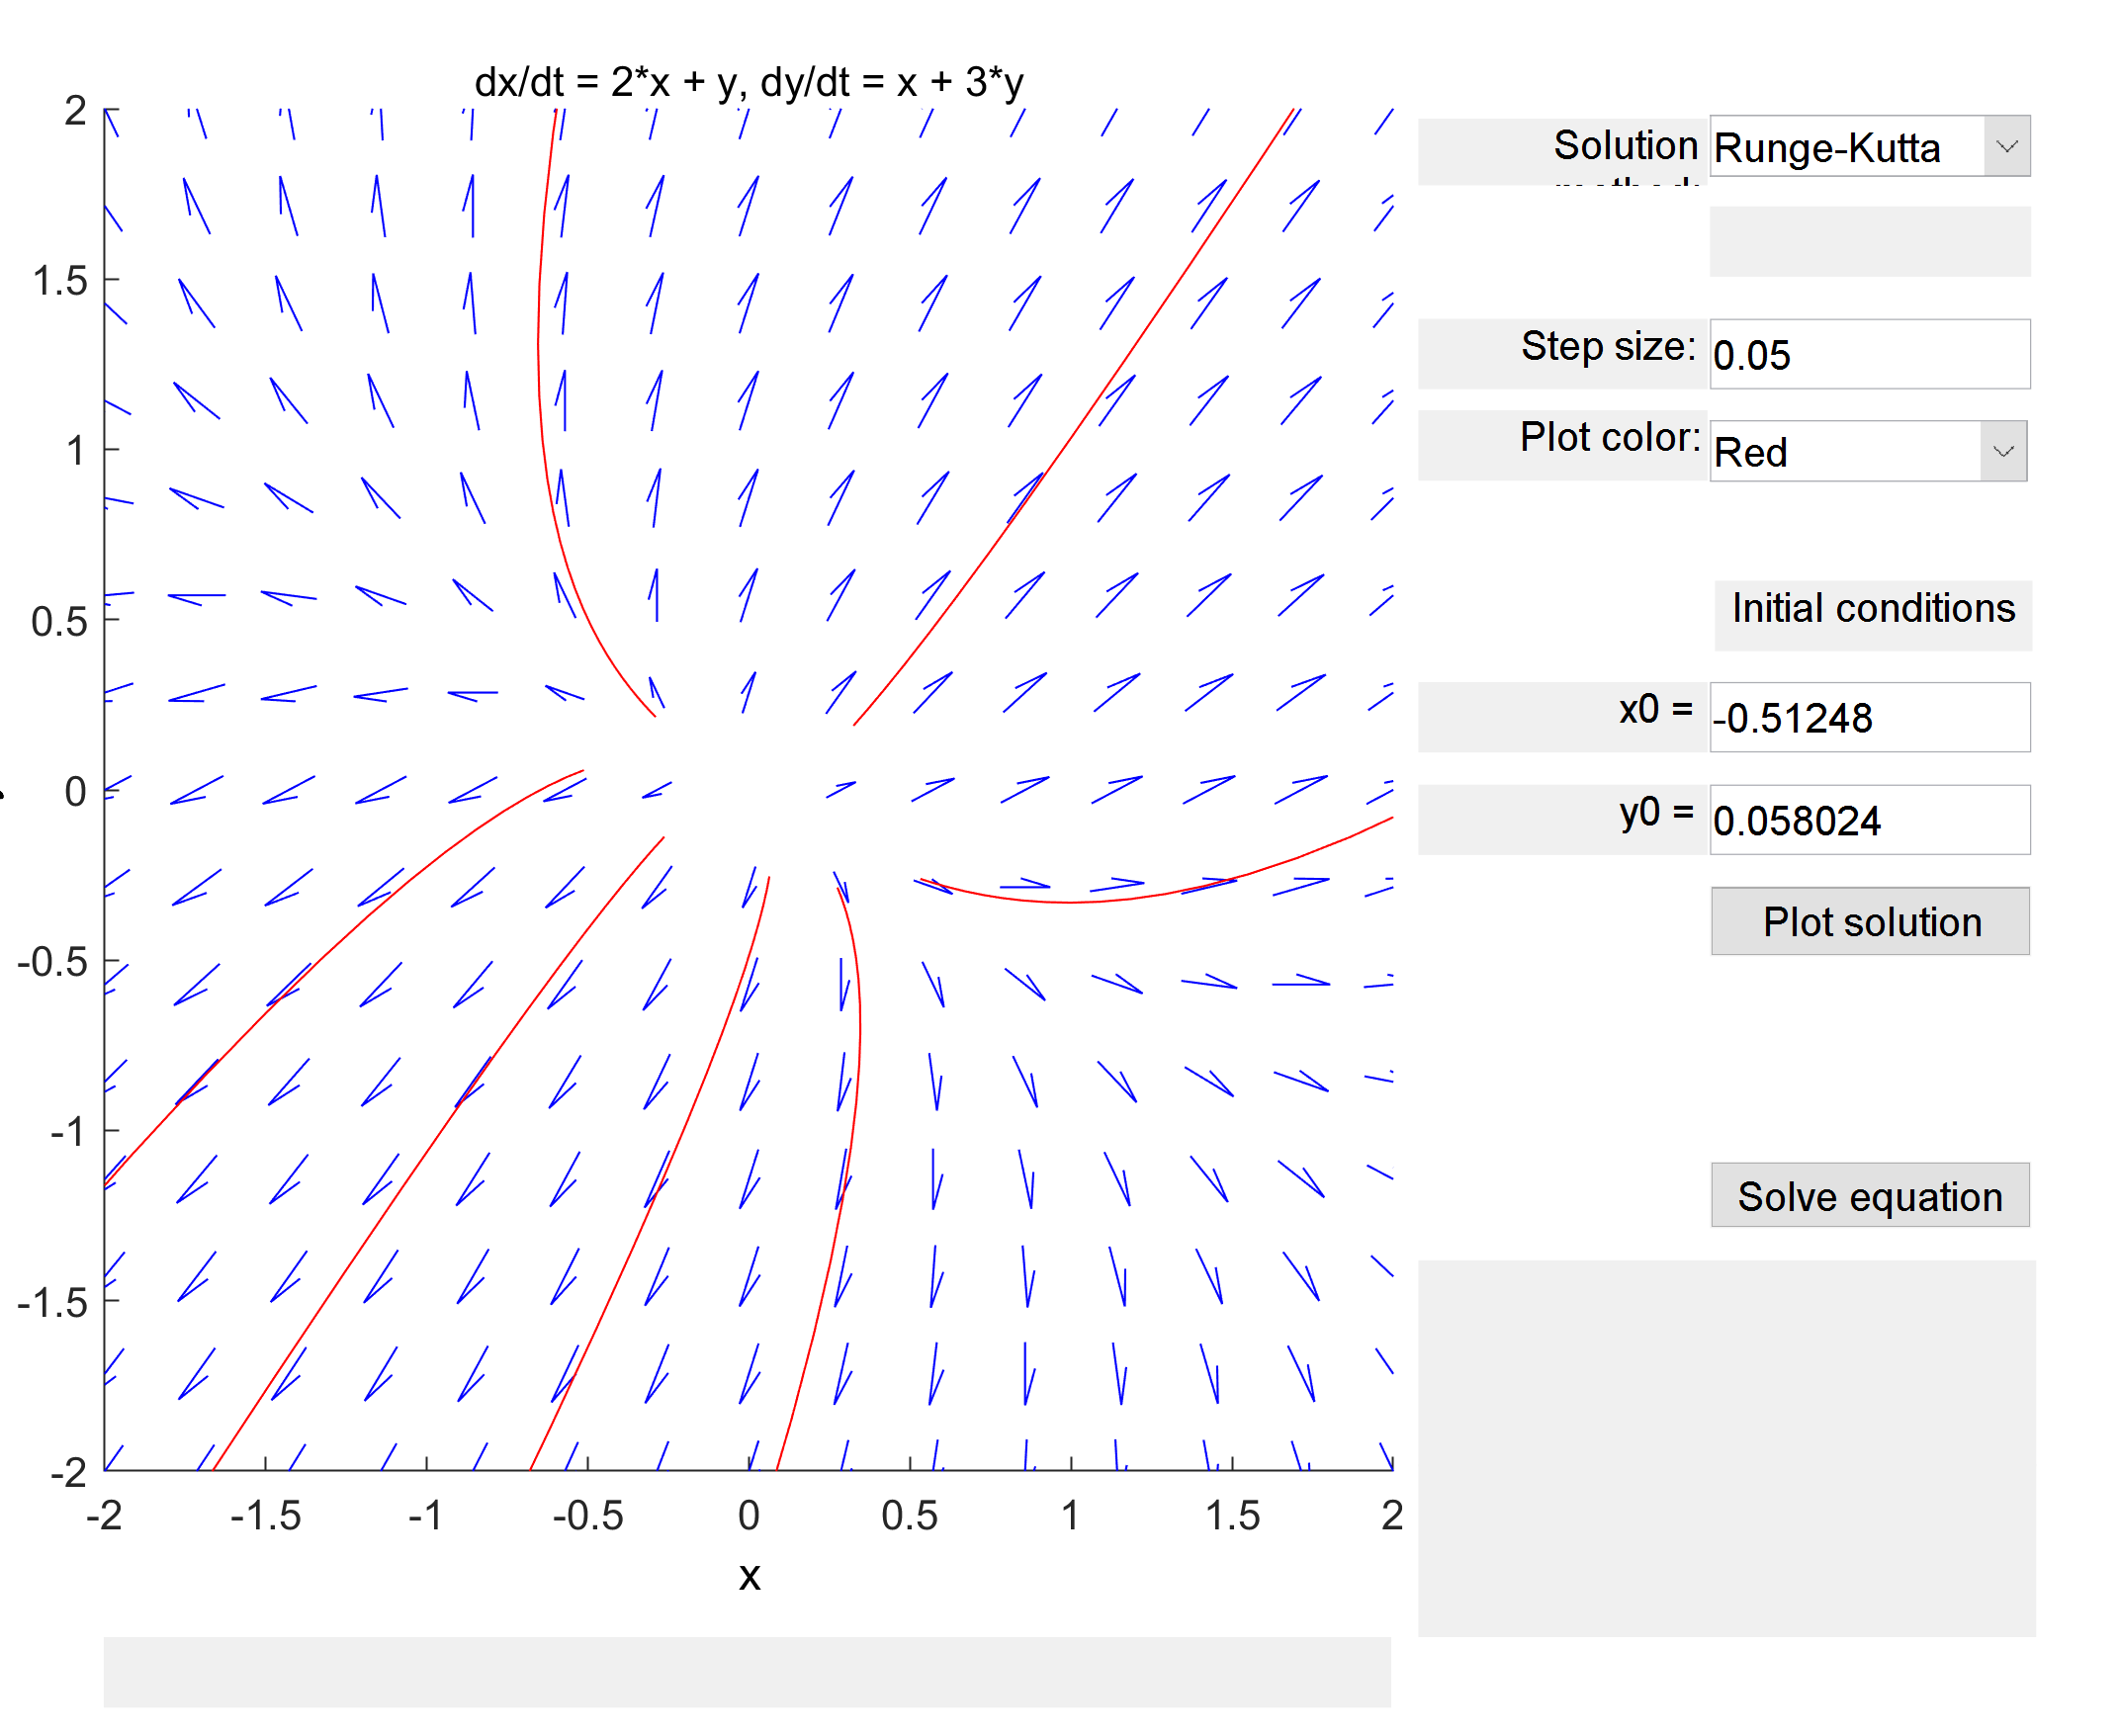 dx/dt = 2*x + y, dy/dt = x + 3*y
2
1.5
1
0.5
0
-0.5
-1
-1.5
-2
-2
-1.5
-1
-0.5
0
0.5
1
1.5
2
x
Solution
Runge-Kutta
Step size:
0.05
Plot color:
Red
Initial conditions
x0 =
-0.51248
y0 =
0.058024
Plot solution
Solve equation